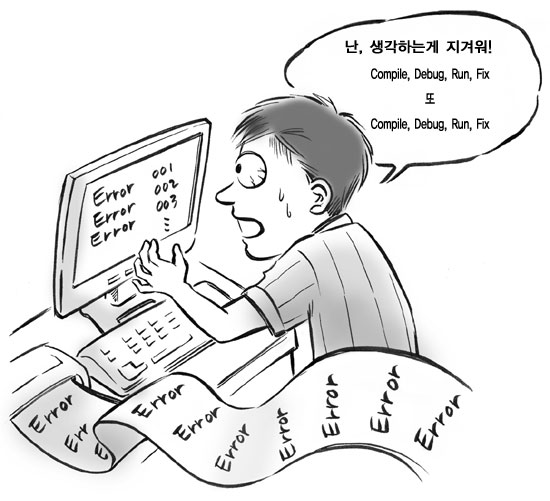 난, 생각하는게 지겨워!
Compile, Debug, Run, Fix
또
Compile, Debug, Run, Fix
Error 001
Error 002
Error 003
Error
Error
Error
Error
Error
Error
Error
Error
Error
Error